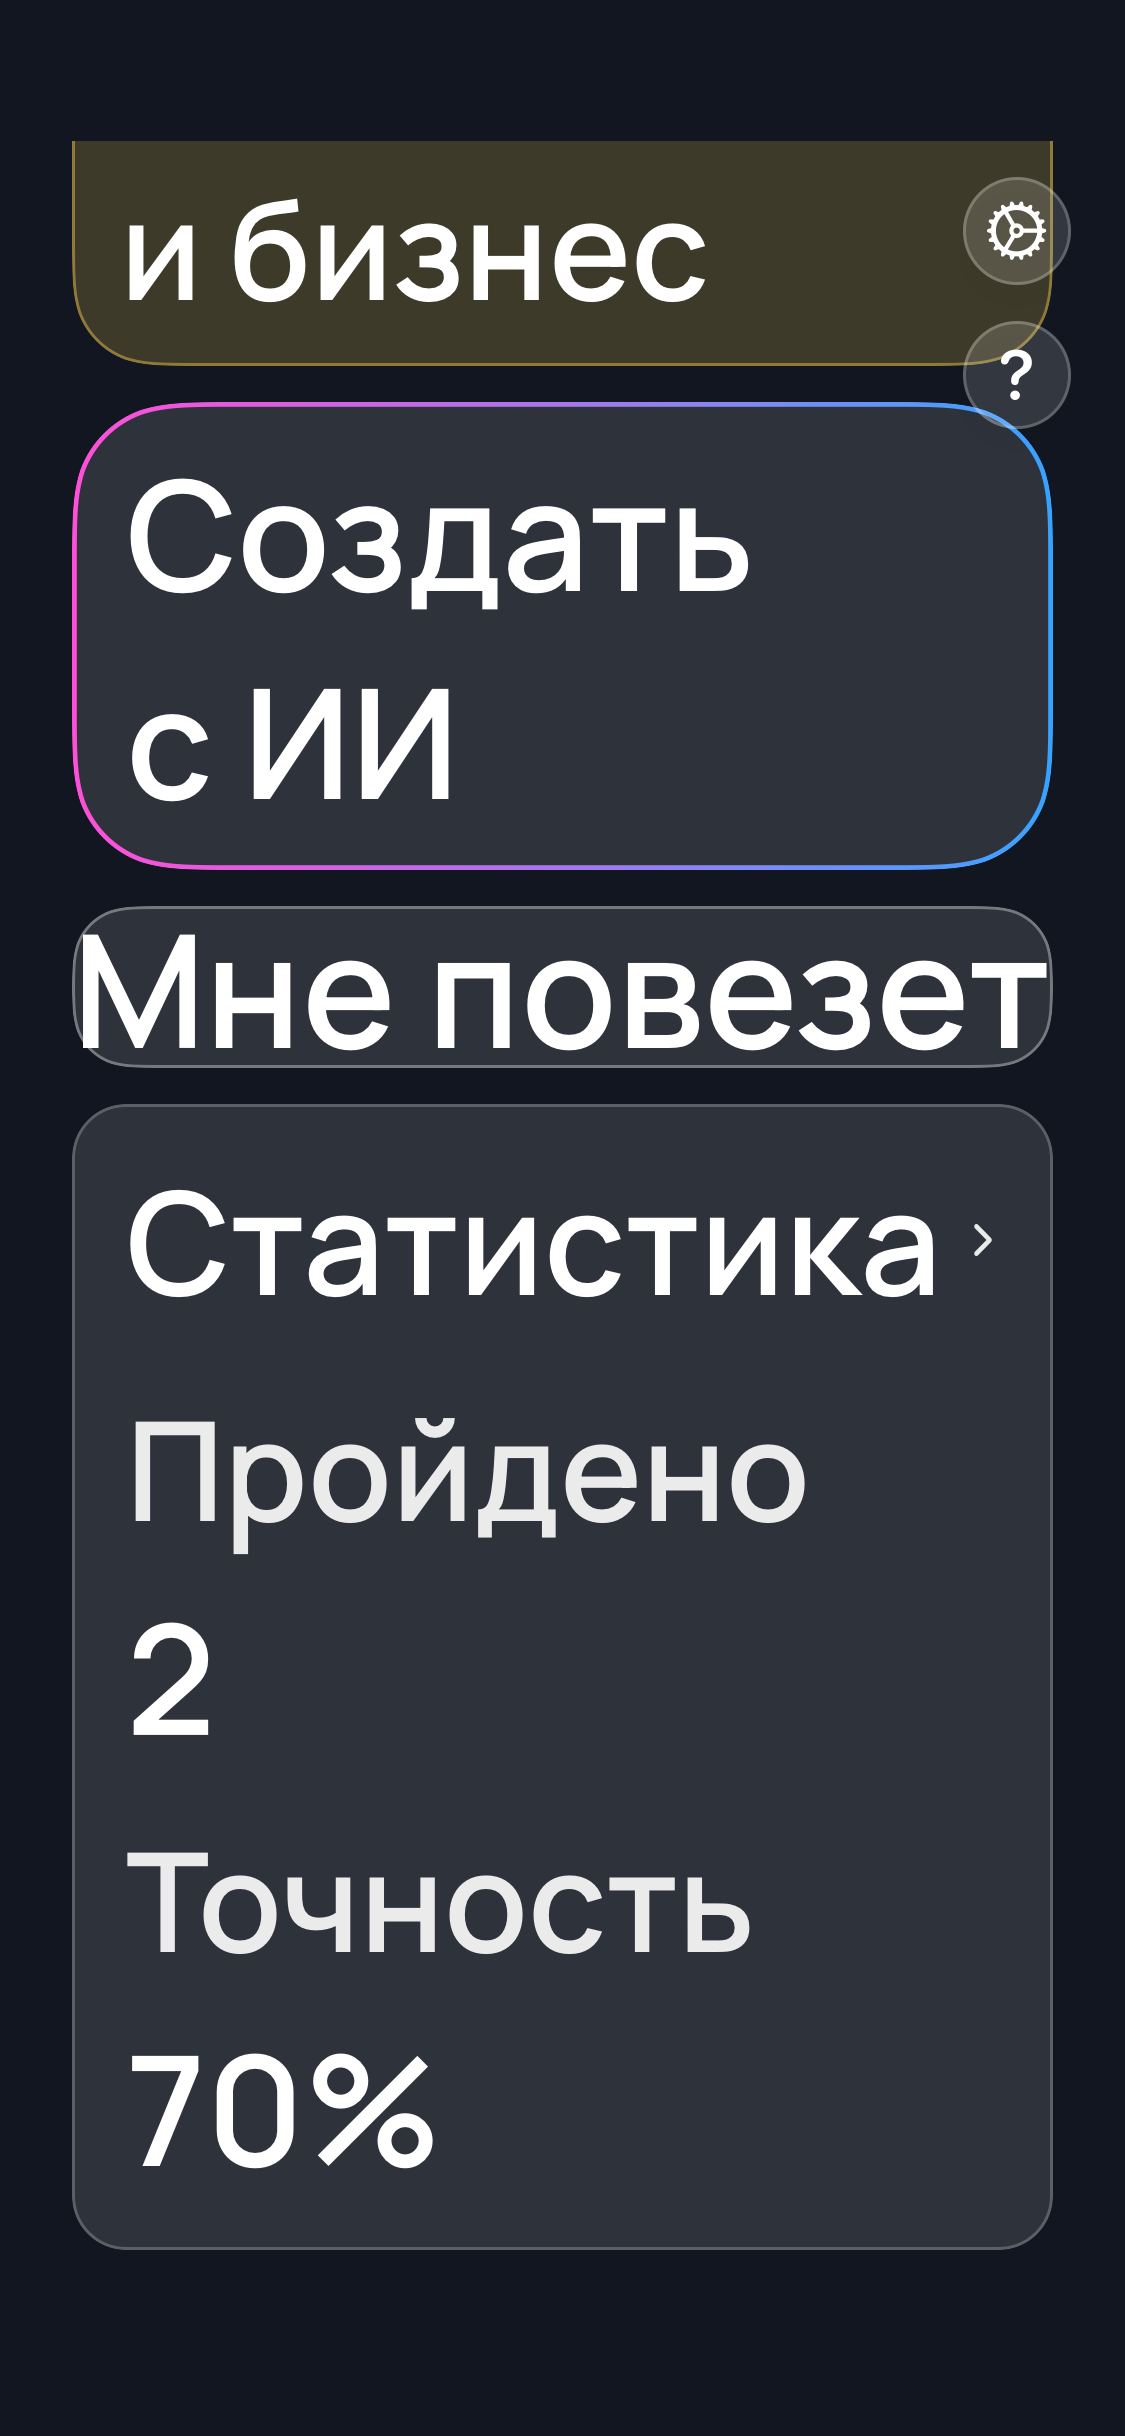 и бизнес
?
Создать
с ИИ
Мне повезет
Статистика
Пройдено
2
Точность
70%